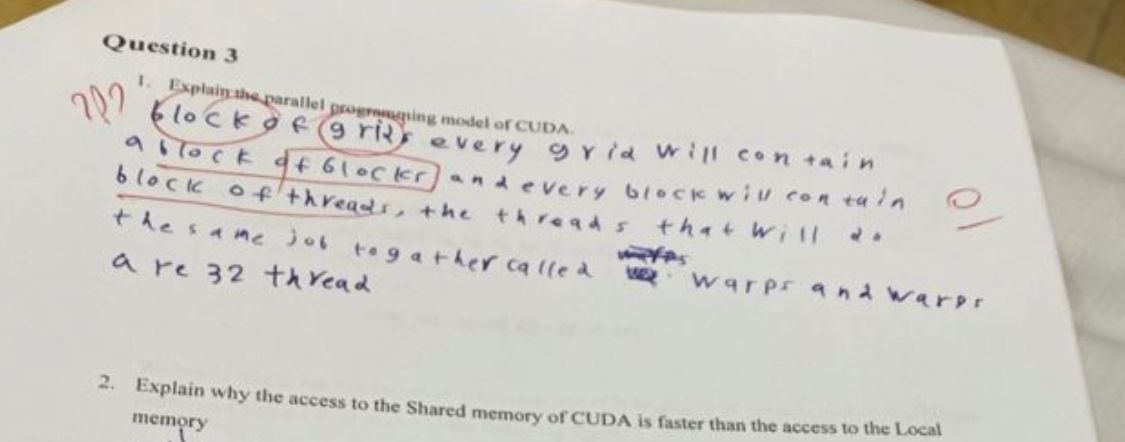 Question 3
1. Explain the parallel programming model of CUDA.
??? block of grids every grid will contain
a block of blocks and every block will contain 0
block of threads, the threads that will do
the same job togather called warps and warps
are 32 thread
2. Explain why the access to the Shared memory of CUDA is faster than the access to the Local
memory